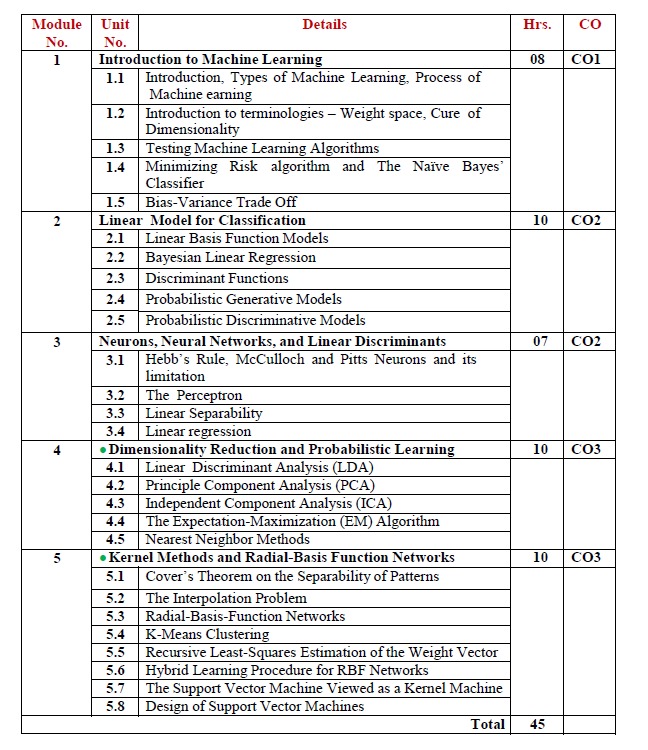 Module Unit Details Hrs. CO
No. No.
1 Introduction to Machine Learning 08 CO1
1.1 Introduction, Types of Machine Learning, Process of
Machine earning
1.2 Introduction to terminologies – Weight space, Cure of
Dimensionality
1.3 Testing Machine Learning Algorithms
1.4 Minimizing Risk algorithm and The Naïve Bayes’
Classifier
1.5 Bias-Variance Trade Off
2 Linear Model for Classification 10 CO2
2.1 Linear Basis Function Models
2.2 Bayesian Linear Regression
2.3 Discriminant Functions
2.4 Probabilistic Generative Models
2.5 Probabilistic Discriminative Models
3 Neurons, Neural Networks, and Linear Discriminants 07 CO2
3.1 Hebb’s Rule, McCulloch and Pitts Neurons and its
limitation
3.2 The Perceptron
3.3 Linear Separability
3.4 Linear regression
4 • Dimensionality Reduction and Probabilistic Learning 10 CO3
4.1 Linear Discriminant Analysis (LDA)
4.2 Principle Component Analysis (PCA)
4.3 Independent Component Analysis (ICA)
4.4 The Expectation-Maximization (EM) Algorithm
4.5 Nearest Neighbor Methods
5 • Kernel Methods and Radial-Basis Function Networks 10 CO3
5.1 Cover’s Theorem on the Separability of Patterns
5.2 The Interpolation Problem
5.3 Radial-Basis-Function Networks
5.4 K-Means Clustering
5.5 Recursive Least-Squares Estimation of the Weight Vector
5.6 Hybrid Learning Procedure for RBF Networks
5.7 The Support Vector Machine Viewed as a Kernel Machine
5.8 Design of Support Vector Machines
Total 45